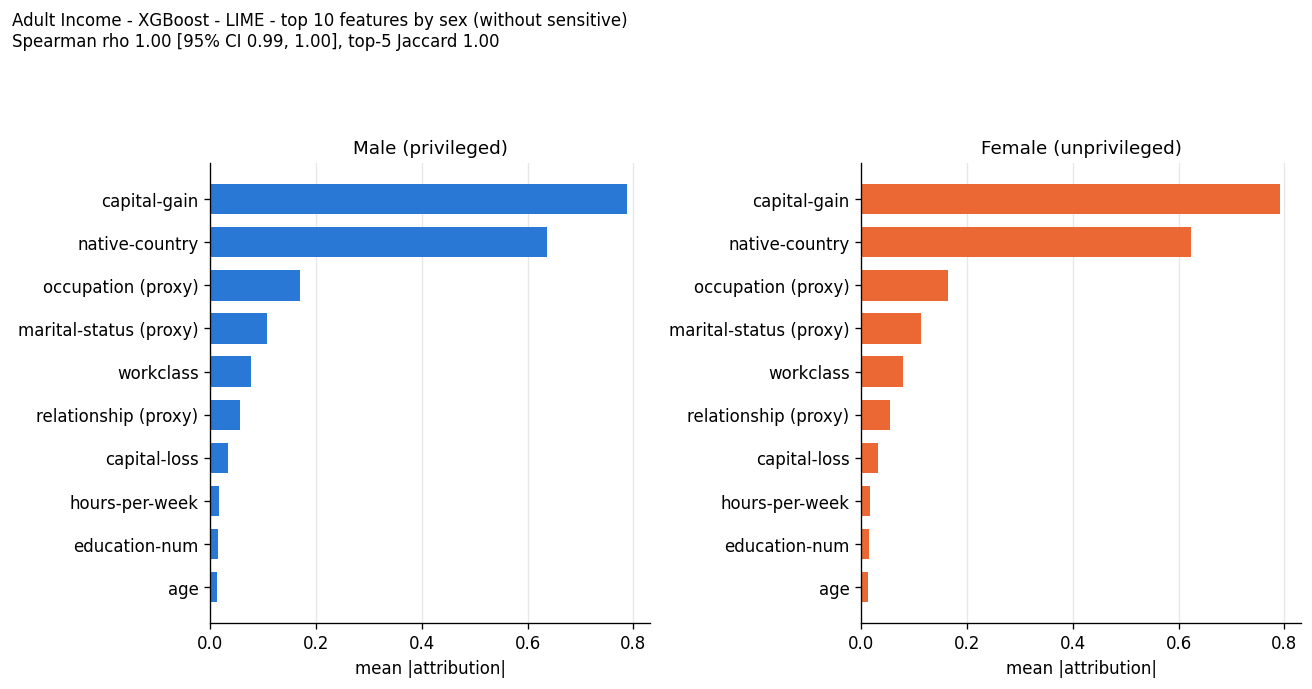 Adult Income - XGBoost - LIME - top 10 features by sex (without sensitive)
Spearman rho 1.00 [95% CI 0.99, 1.00], top-5 Jaccard 1.00
Male (privileged)
capital-gain
native-country
occupation (proxy)
marital-status (proxy)
workclass
relationship (proxy)
capital-loss
hours-per-week
education-num
age
0.0 0.2 0.4 0.6 0.8
mean |attribution|
Female (unprivileged)
capital-gain
native-country
occupation (proxy)
marital-status (proxy)
workclass
relationship (proxy)
capital-loss
hours-per-week
education-num
age
0.0 0.2 0.4 0.6 0.8
mean |attribution|